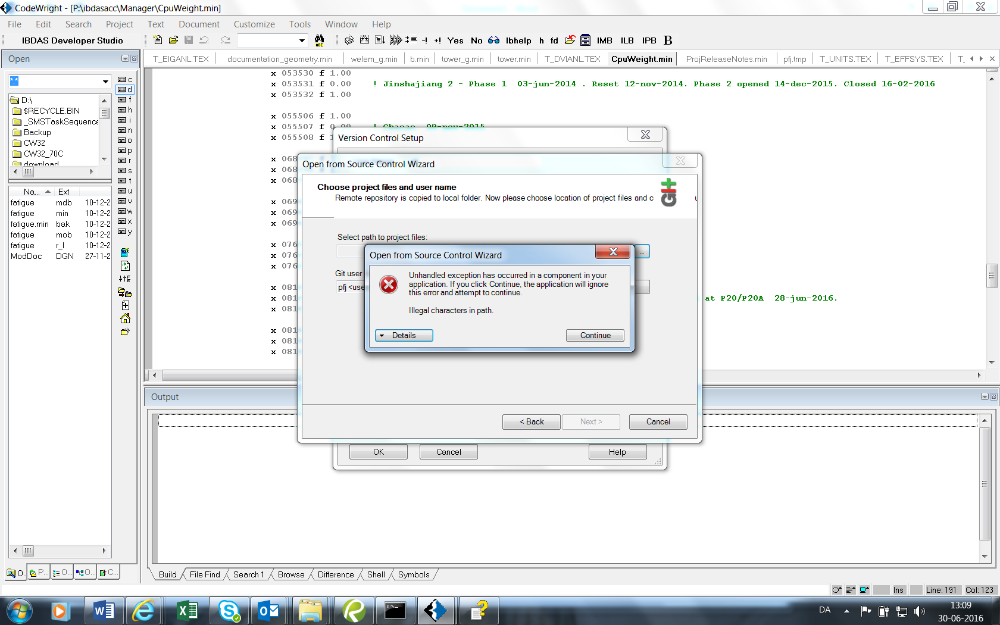 CodeWright - [P:\ibdasacc\Manager\CpuWeight.min]
File Edit Search Project Text Document Customize Tools Window Help
IBDAS Developer Studio
ABC
-! +! Yes No Ibhelp h fd IMB ILB IPB B
Open
T_EIGANL.TEX documentation_geometry.min welem_g.min b.min tower_g.min tower.min T_DVIANL.TEX CpuWeight.min ProjReleaseNotes.min pfj.tmp T_UNITS.TEX T_EFFSYS.TEX T_
*.*
D:\
$RECYCLE.BIN
_SMSTaskSequence
Backup
CW32
CW32_70C
download
c
d
f
h
i
n
o
p
r
s
t
u
v
w
x
y
Na... Ext
fatigue mdb 10-12-2
fatigue min 10-12-2
fatigue.min bak 10-12-2
fatigue mob 10-12-2
fatigue r_l 10-12-2
ModDoc DGN 27-11-2
O.. P... O... O... C...
x 053530 f 1.00
x 053531 f 0.00 ! Jinshajiang 2 - Phase 1 03-jun-2014 . Reset 12-nov-2014. Phase 2 opened 14-dec-2015. Closed 16-02-2016
x 053532 f 1.00
x 055506 f 1.00
x 055507 f 0.00 ! Chacao 09-nov-2015
x 055508 f
x 068
x 068
x 068
x 069
x 069
x 069
x 076
x 076
x 076
x 081
x 081 at P20/P20A 28-jun-2016.
x 081
x 081
x 081
x 081
Version Control Setup
Open from Source Control Wizard
Choose project files and user name
Remote repository is copied to local folder. Now please choose location of project files and c
Git
Select path to project files:
...
Git user
pfj <use
Open from Source Control Wizard
Unhandled exception has occurred in a component in your
application. If you click Continue, the application will ignore
this error and attempt to continue.
Illegal characters in path.
Details Continue
< Back Next > Cancel
OK Cancel Help
Output
Build File Find Search 1 Browse Difference Shell Symbols
Ins Line: 191 Col: 123
DA
13:09
30-06-2016